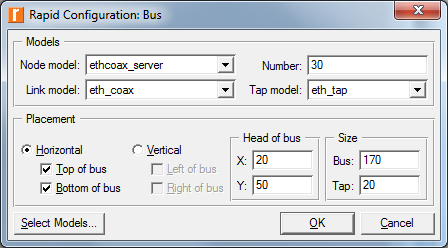 Rapid Configuration: Bus
Models
Node model: ethcoax_server Number: 30
Link model: eth_coax Tap model: eth_tap
Placement
Horizontal Vertical
Top of bus Left of bus
Bottom of bus Right of bus
Head of bus
X: 20
Y: 50
Size
Bus: 170
Tap: 20
Select Models... OK Cancel